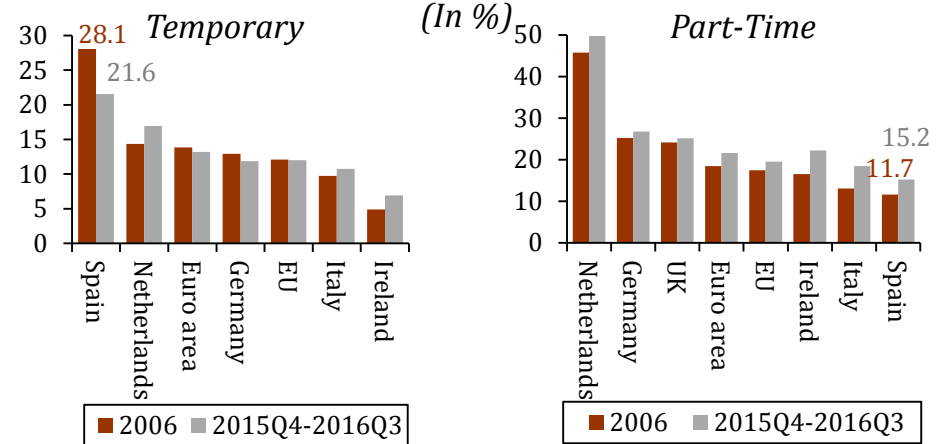 (In %)
Temporary
30
25
20
15
10
5
0
28.1
21.6
Spain
Netherlands
Euro area
Germany
EU
Italy
Ireland
2006
2015Q4-2016Q3
Part-Time
50
40
30
20
10
0
15.2
11.7
Netherlands
Germany
UK
Euro area
EU
Ireland
Italy
Spain
2006
2015Q4-2016Q3